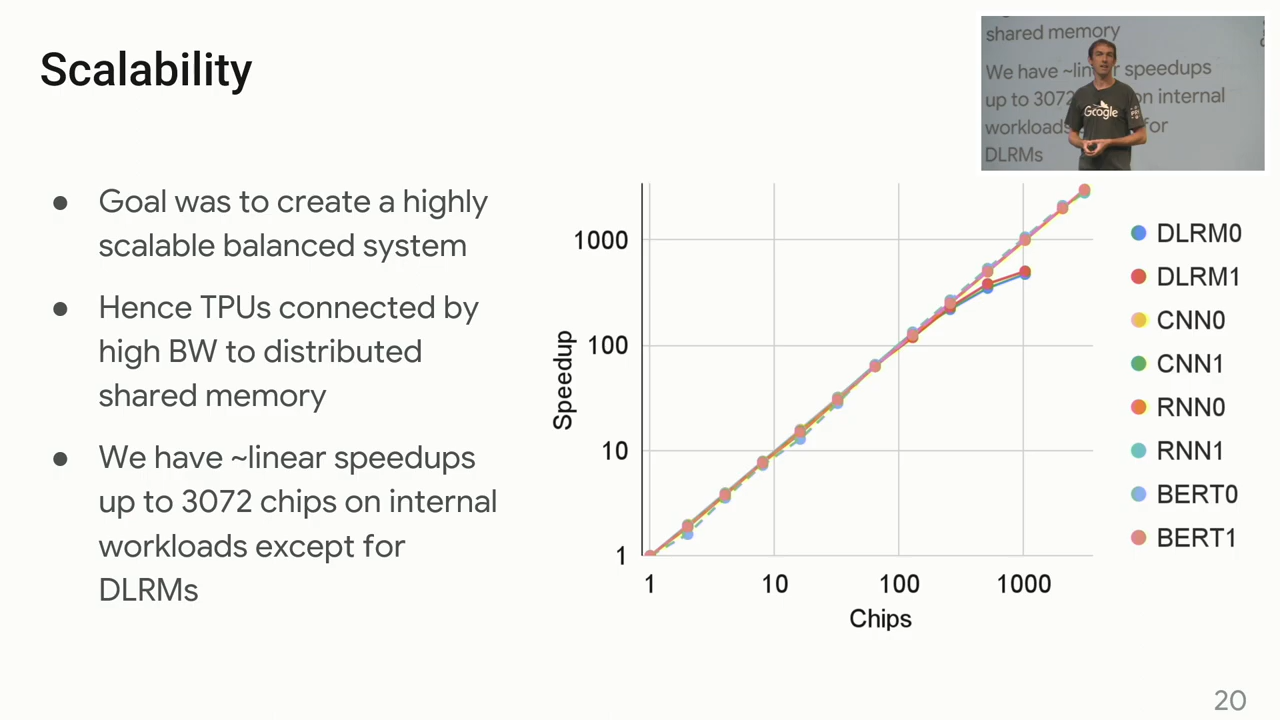 Scalability
shared memory
We have ~lin r speedups
up to 3072 on internal
workloads for
DLRMs
Google
● Goal was to create a highly
scalable balanced system
● Hence TPUs connected by
high BW to distributed
shared memory
● We have ~linear speedups
up to 3072 chips on internal
workloads except for
DLRMs
Speedup
1000
100
10
1
1 10 100 1000
Chips
DLRM0
DLRM1
CNN0
CNN1
RNN0
RNN1
BERT0
BERT1
20